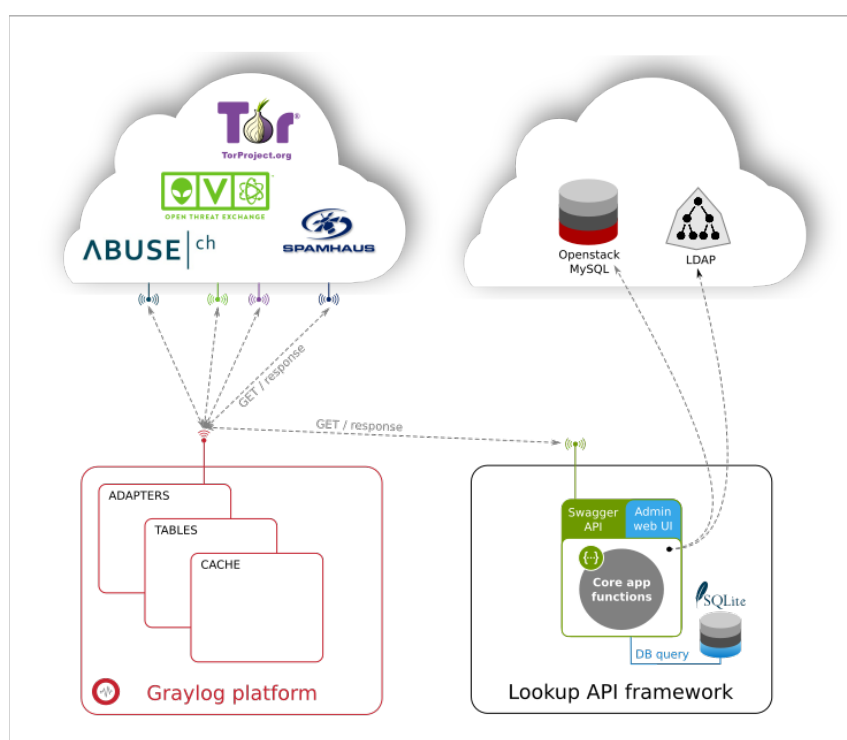 Tor®
TorProject.org
OVO
OPEN THREAT EXCHANGE
ABUSE|ch
SPAMHAUS
Openstack
MySQL
LDAP
GET / response
GET / response
ADAPTERS
TABLES
CACHE
Graylog platform
Swagger
API
Admin
web UI
{···}
Core app
functions
SQLite
DB query
Lookup API framework